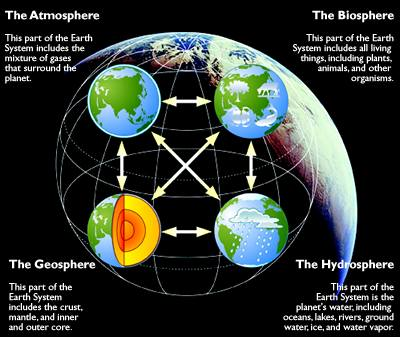 The Atmosphere
This part of the Earth
System includes the
mixture of gases
that surround the
planet.
The Biosphere
This part of the Earth
System includes all living
things, including plants,
animals, and other
organisms.
The Geosphere
This part of the
Earth System
includes the crust,
mantle, and inner
and outer core.
The Hydrosphere
This part of the
Earth System is the
planet's water, including
oceans, lakes, rivers, ground
water, ice, and water vapor.